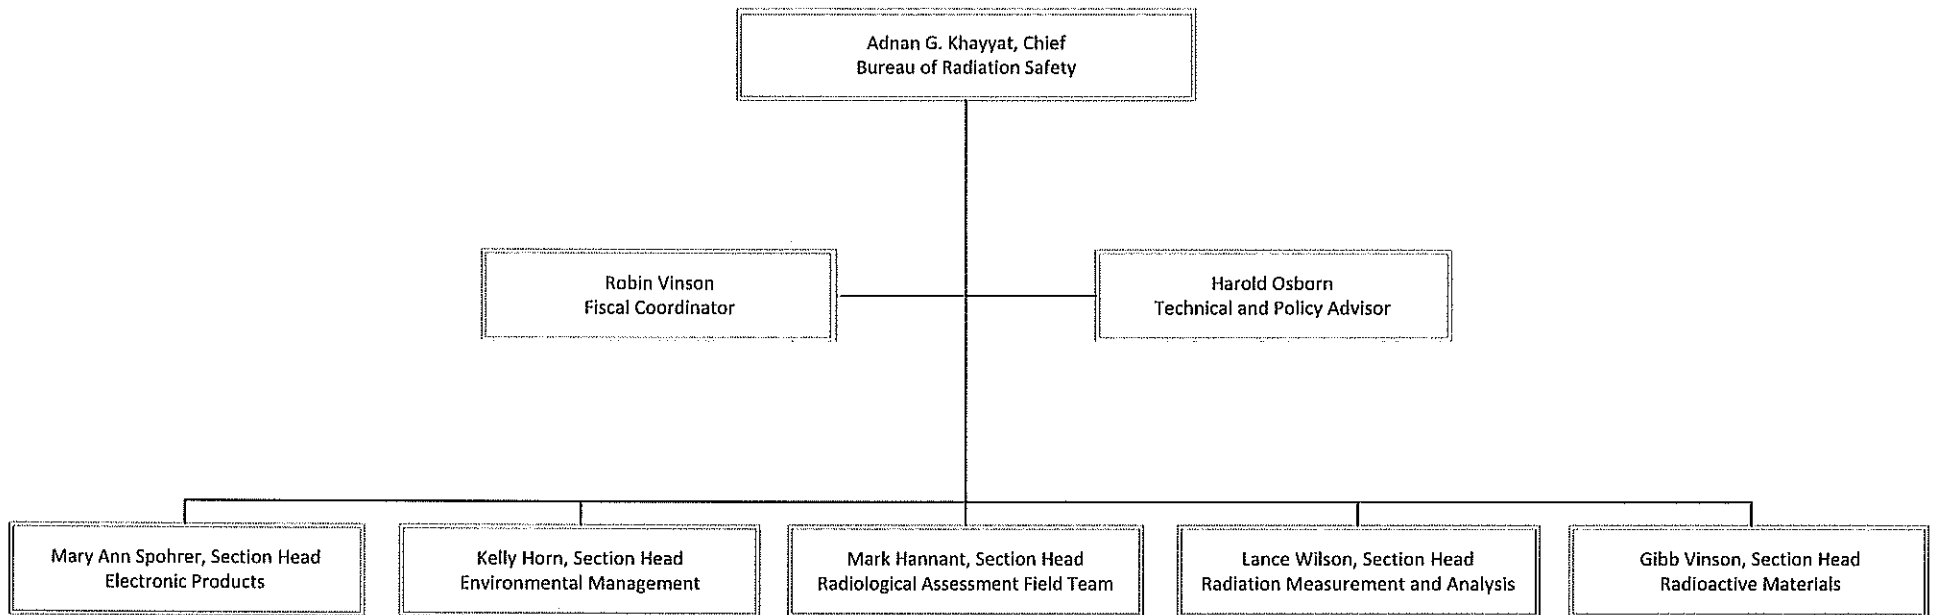 Adnan G. Khayyat, Chief
Bureau of Radiation Safety
Robin Vinson
Fiscal Coordinator
Harold Osborn
Technical and Policy Advisor
Mary Ann Spohrer, Section Head
Electronic Products
Kelly Horn, Section Head
Environmental Management
Mark Hannant, Section Head
Radiological Assessment Field Team
Lance Wilson, Section Head
Radiation Measurement and Analysis
Gibb Vinson, Section Head
Radioactive Materials